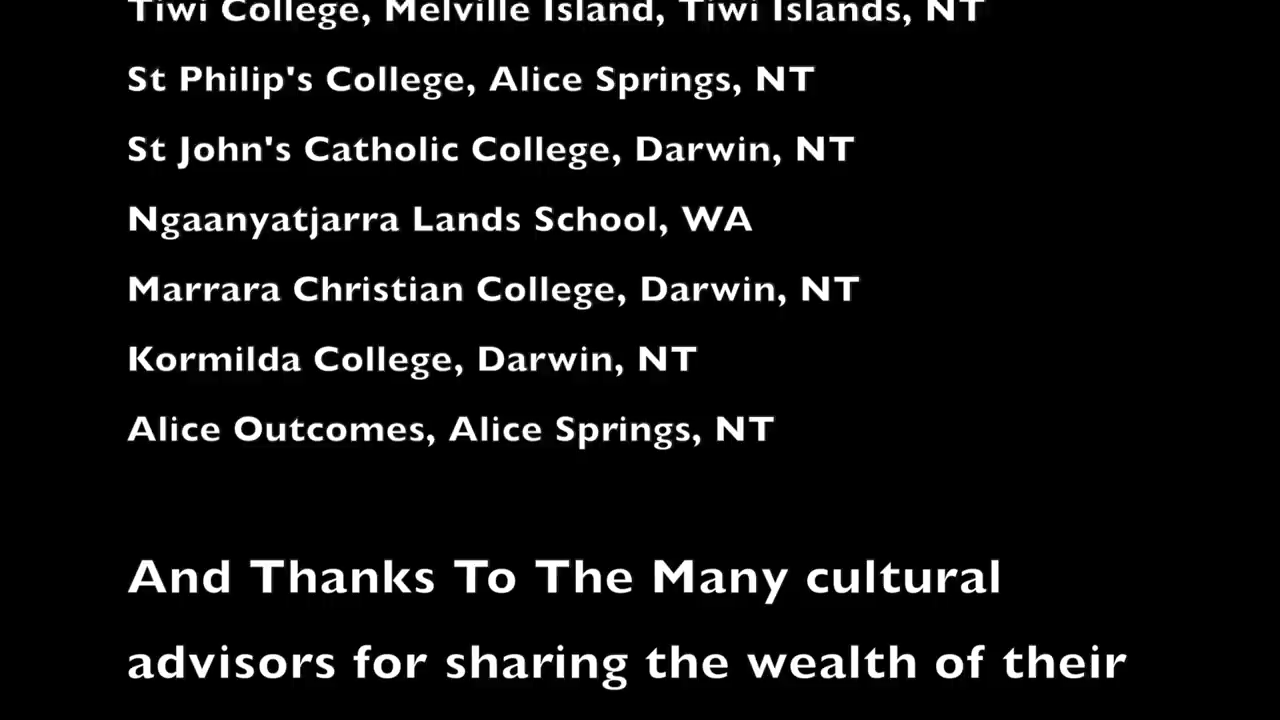 Tiwi College, Melville Island, Tiwi Islands, NT
St Philip's College, Alice Springs, NT
St John's Catholic College, Darwin, NT
Ngaanyatjarra Lands School, WA
Marrara Christian College, Darwin, NT
Kormilda College, Darwin, NT
Alice Outcomes, Alice Springs, NT
And Thanks To The Many cultural
advisors for sharing the wealth of their